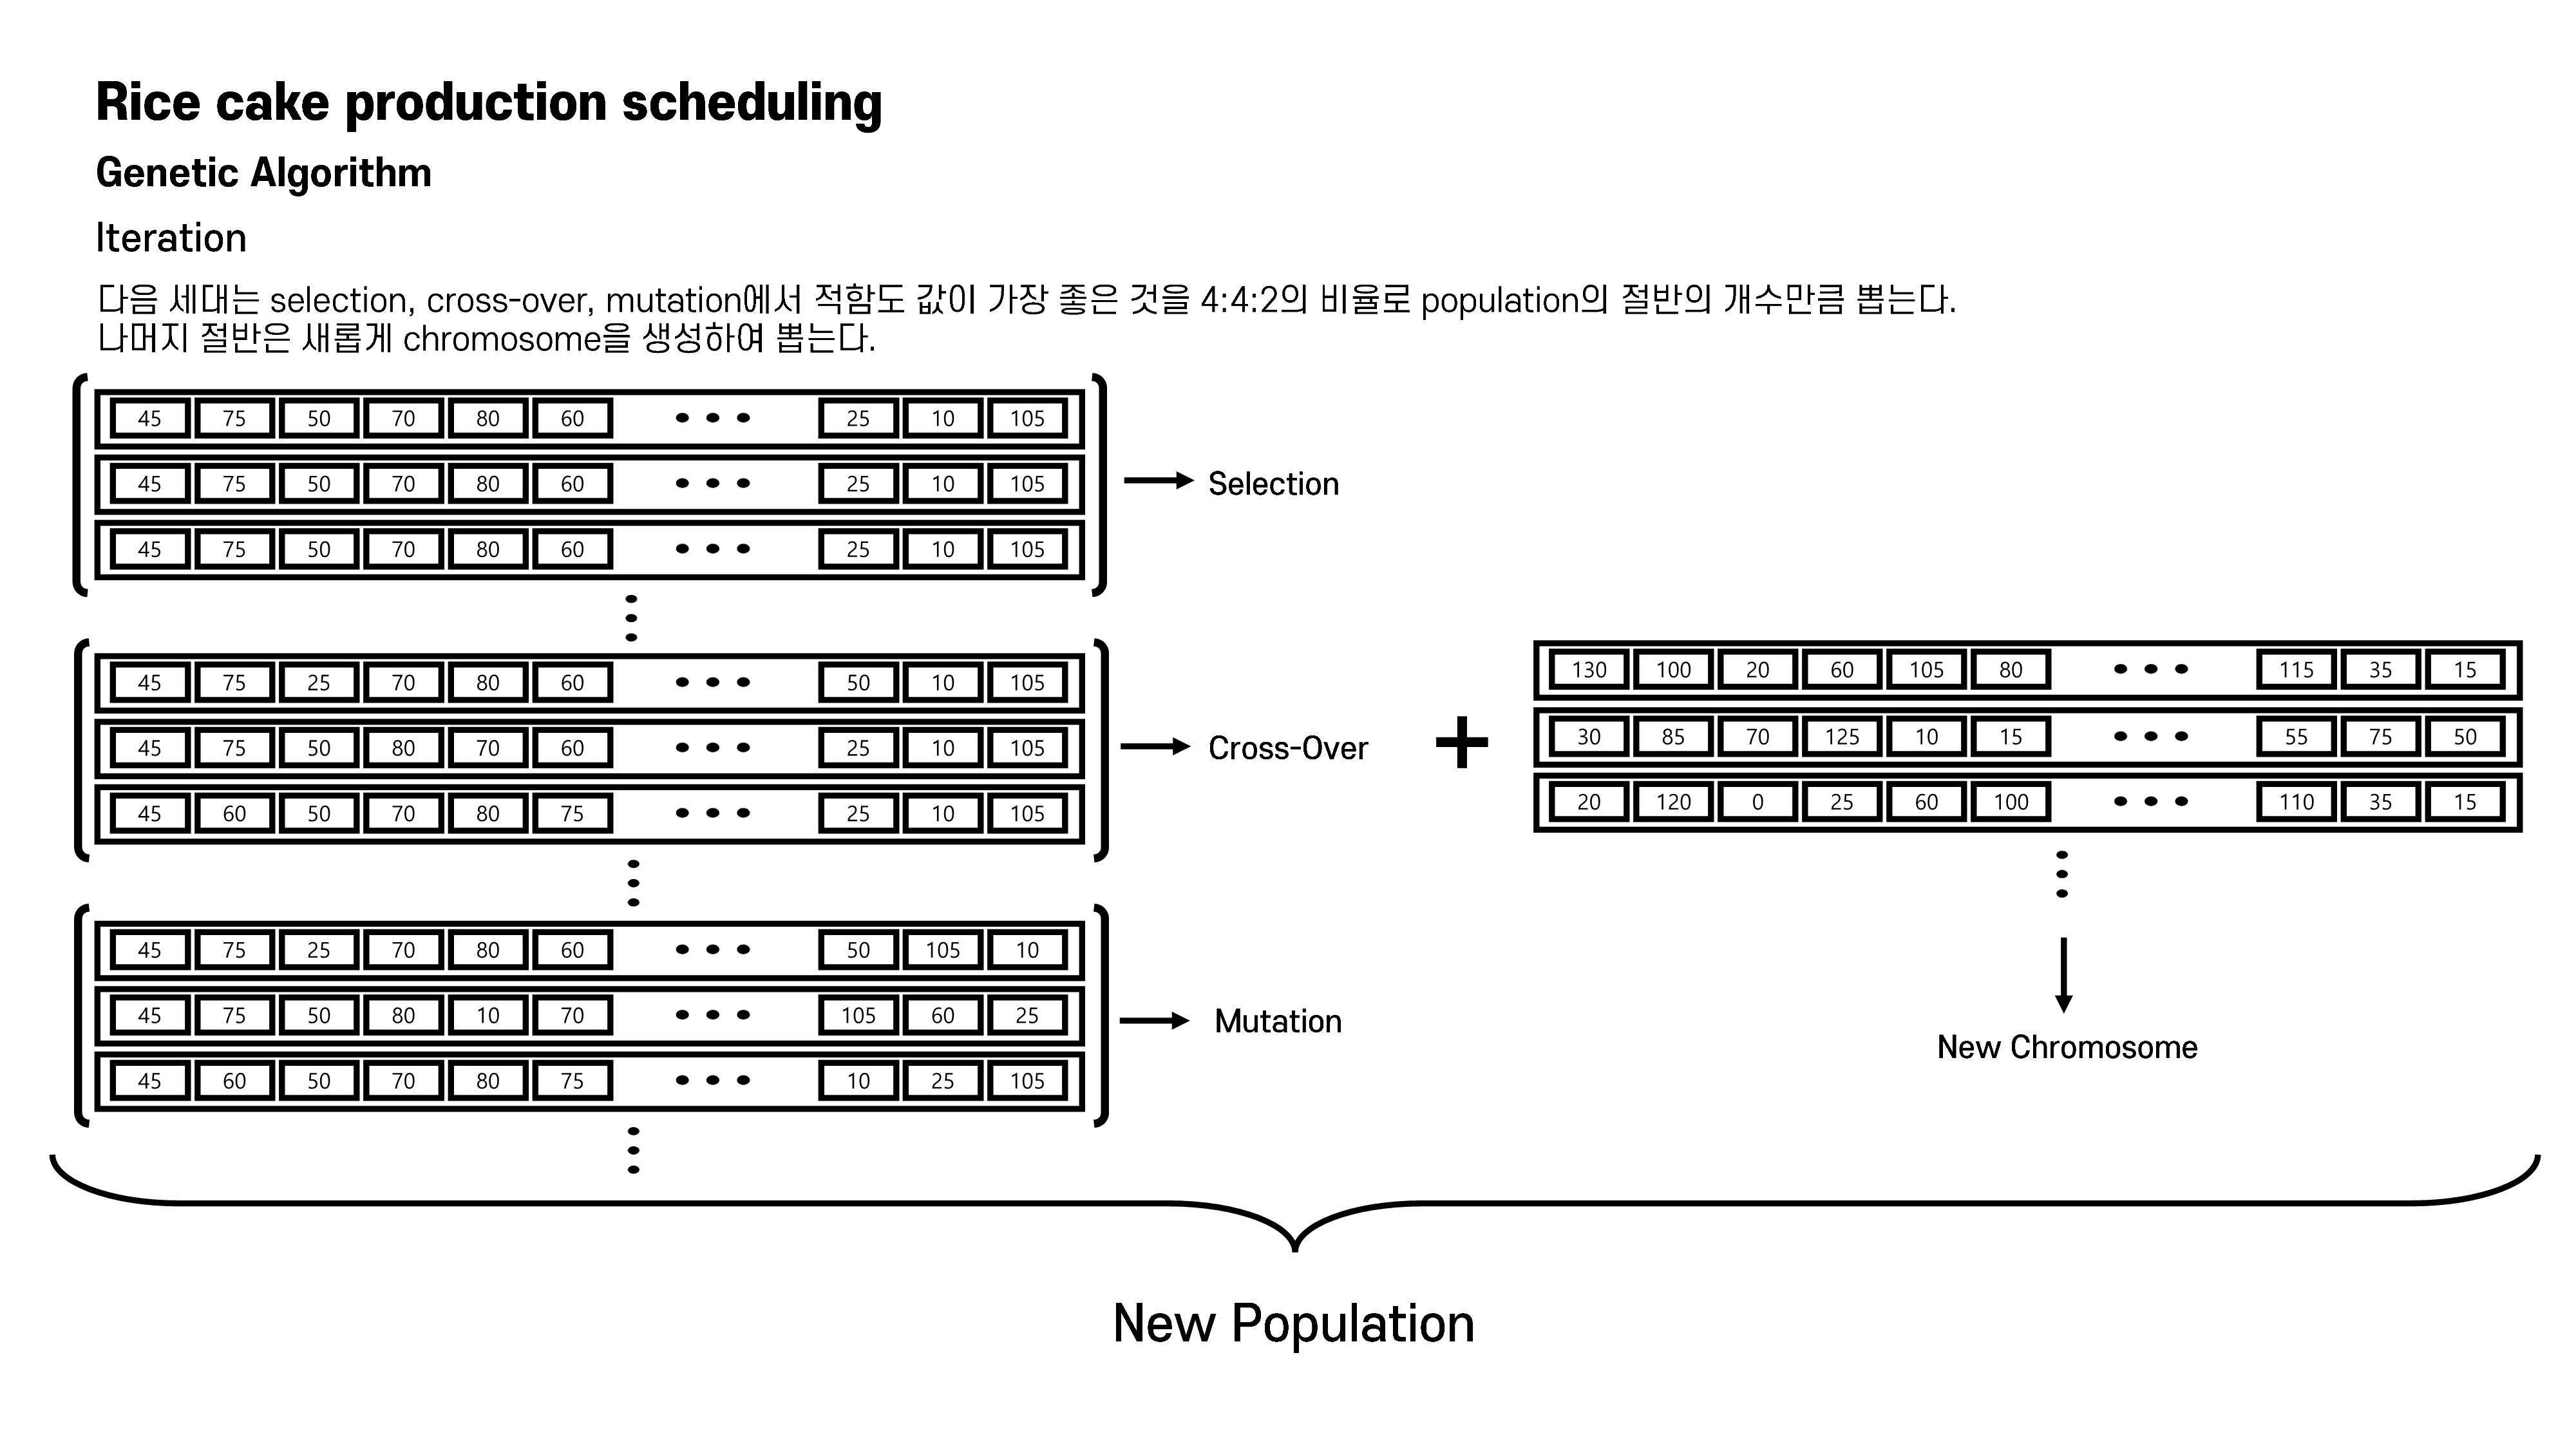 Rice cake production scheduling
Genetic Algorithm
Iteration
다음 세대는 selection, cross-over, mutation에서 적합도 값이 가장 좋은 것을 4:4:2의 비율로 population의 절반의 개수만큼 뽑는다.
나머지 절반은 새롭게 chromosome을 생성하여 뽑는다.
45 75 50 70 80 60 ••• 25 10 105
45 75 50 70 80 60 ••• 25 10 105
45 75 50 70 80 60 ••• 25 10 105
Selection
45 75 25 70 80 60 ••• 50 10 105
45 75 50 80 70 60 ••• 25 10 105
45 60 50 70 80 75 ••• 25 10 105
Cross-Over
+
130 100 20 60 105 80 ••• 115 35 15
30 85 70 125 10 15 ••• 55 75 50
20 120 0 25 60 100 ••• 110 35 15
New Chromosome
45 75 25 70 80 60 ••• 50 105 10
45 75 50 80 10 70 ••• 105 60 25
45 60 50 70 80 75 ••• 10 25 105
Mutation
New Population